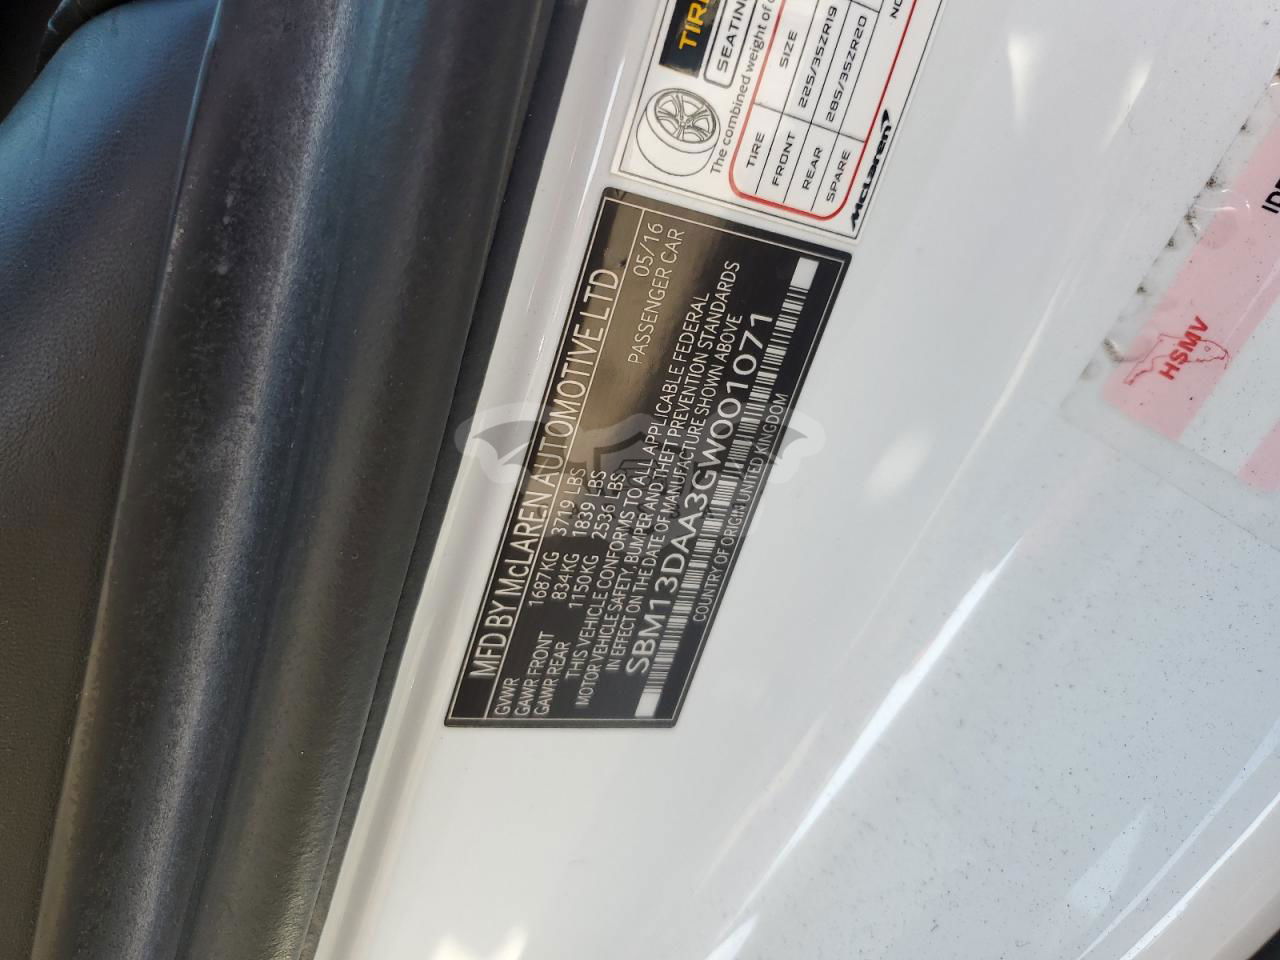 TIRE
SEATING
The combined weight of
TIRE SIZE
FRONT 225/35ZR19
REAR 285/35ZR20
SPARE
McLaren
MFD BY McLAREN AUTOMOTIVE LTD
05/16
PASSENGER CAR
GVWR 1687KG 3719 LBS
GAWR FRONT 834KG 1839 LBS
GAWR REAR 1150KG 2536 LBS
THIS VEHICLE CONFORMS TO ALL APPLICABLE FEDERAL
MOTOR VEHICLE SAFETY, BUMPER AND THEFT PREVENTION STANDARDS
IN EFFECT ON THE DATE OF MANUFACTURE SHOWN ABOVE
SBM13DAA3GW001071
COUNTRY OF ORIGIN UNITED KINGDOM
HSMV